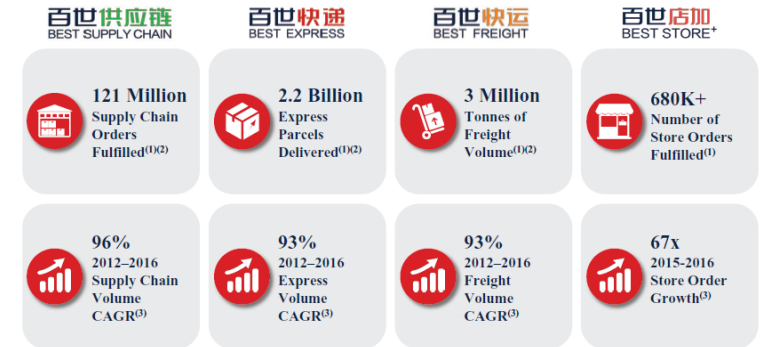 百世供应链
BEST SUPPLY CHAIN
百世快递
BEST EXPRESS
百世快运
BEST FREIGHT
百世店加
BEST STORE⁺
121 Million
Supply Chain
Orders
Fulfilled⁽¹⁾⁽²⁾
2.2 Billion
Express
Parcels
Delivered⁽¹⁾⁽²⁾
3 Million
Tonnes of
Freight
Volume⁽¹⁾⁽²⁾
680K+
Number of
Store Orders
Fulfilled⁽¹⁾
96%
2012–2016
Supply Chain
Volume
CAGR⁽³⁾
93%
2012–2016
Express
Volume
CAGR⁽³⁾
93%
2012–2016
Freight
Volume
CAGR⁽³⁾
67x
2015-2016
Store Order
Growth⁽³⁾